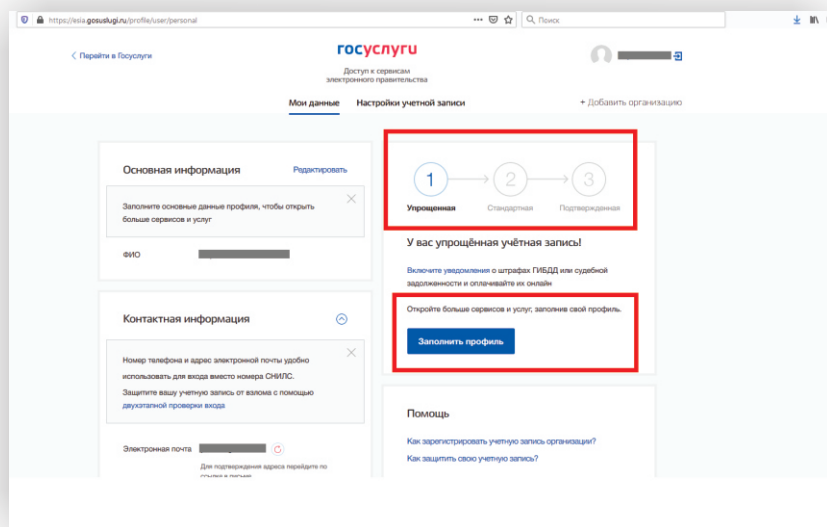 https://esia.gosuslugi.ru/profile/user/personal
Поиск
Перейти в Госуслуги
госуслуги
Доступ к сервисам
электронного правительства
Мои данные
Настройки учетной записи
+ Добавить организацию
Основная информация
Редактировать
Заполните основные данные профиля, чтобы открыть
больше сервисов и услуг
ФИО
Контактная информация
Номер телефона и адрес электронной почты удобно
использовать для входа вместо номера СНИЛС.
Защитите вашу учетную запись от взлома с помощью
двухэтапной проверки входа
Электронная почта
Для подтверждения адреса перейдите по
ссылке в письме
1
2
3
Упрощенная
Стандартная
Подтвержденная
У вас упрощённая учётная
запись!
Включите уведомления о штрафах ГИБДД или судебной
задолженности и оплачивайте их онлайн
Откройте больше сервисов и услуг, заполнив свой профиль.
Заполнить профиль
Помощь
Как зарегистрировать учетную запись организации?
Как защитить свою учетную запись?